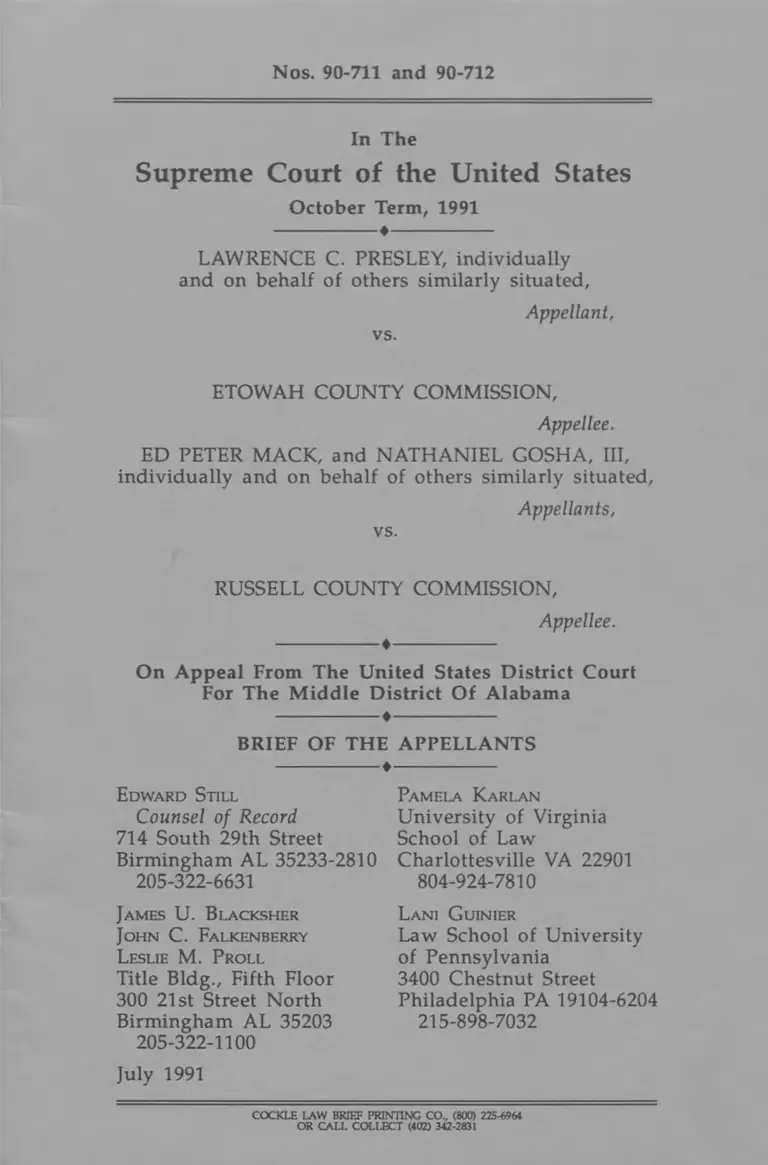 Nos. 90-711 and 90-712
In The
Supreme Court of the United States
October Term, 1991
LAWRENCE C. PRESLEY, individually
and on behalf of others similarly situated,
Appellant,
vs.
ETOWAH COUNTY COMMISSION,
Appellee.
ED PETER MACK, and NATHANIEL GOSHA, III,
individually and on behalf of others similarly situated,
Appellants,
vs.
RUSSELL COUNTY COMMISSION,
Appellee.
On Appeal From The United States District Court
For The Middle District Of Alabama
BRIEF OF THE APPELLANTS
EDWARD STILL
Counsel of Record
714 South 29th Street
Birmingham AL 35233-2810
205-322-6631
JAMES U. BLACKSHER
JOHN C. FALKENBERRY
LESLIE M. PROLL
Title Bldg., Fifth Floor
300 21st Street North
Birmingham AL 35203
205-322-1100
PAMELA KARLAN
University of Virginia
School of Law
Charlottesville VA 22901
804-924-7810
LANI GUINIER
Law School of University
of Pennsylvania
3400 Chestnut Street
Philadelphia PA 19104-6204
215-898-7032
July 1991
COCKLE LAW BRIEF PRINTING CO., (800) 225-6964
OR CALL COLLECT (402) 342-2831